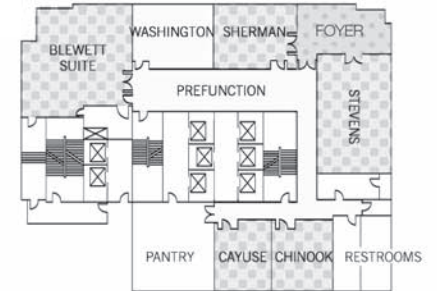 WASHINGTON
SHERMAN
FOYER
BLEWETT
SUITE
PREFUNCTION
STEVENS
PANTRY
CAYUSE
CHINOOK
RESTROOMS